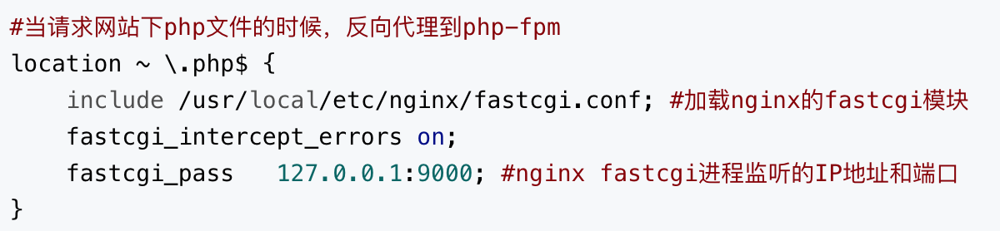 #当请求网站下php文件的时候，反向代理到php-fpm
location ~ \.php$ {
    include /usr/local/etc/nginx/fastcgi.conf; #加载nginx的fastcgi模块
    fastcgi_intercept_errors on;
    fastcgi_pass   127.0.0.1:9000; #nginx fastcgi进程监听的IP地址和端口
}